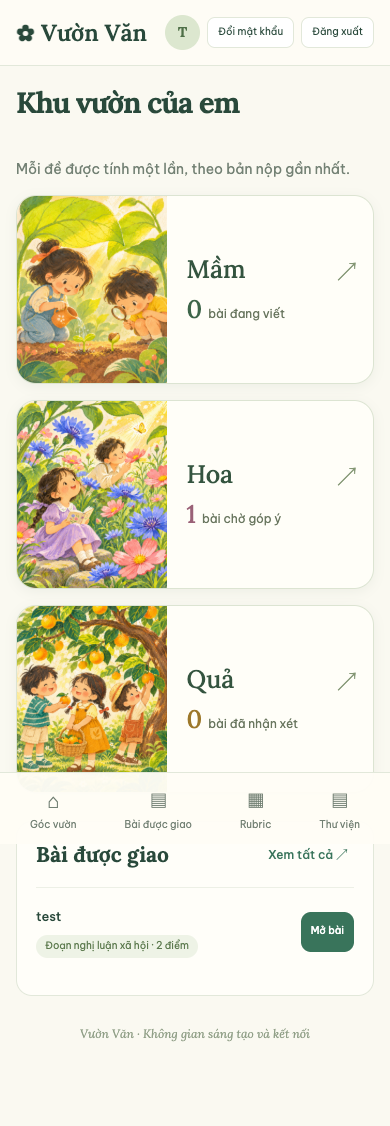 Vườn Văn
T
Đổi mật khẩu
Đăng xuất
Khu vườn của em
Mỗi đề được tính một lần, theo bản nộp gần nhất.
Mầm
0 bài đang viết
Hoa
1 bài chờ góp ý
Quả
0 bài đã nhận xét
Góc vườn
Bài được giao
Rubric
Thư viện
Bài được giao
Xem tất cả ↗
test
Đoạn nghị luận xã hội · 2 điểm
Mở bài
Vườn Văn · Không gian sáng tạo và kết nối